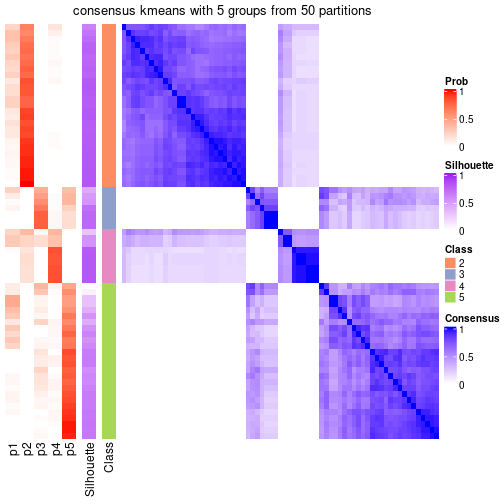 consensus kmeans with 5 groups from 50 partitions
Prob
1
0.5
0
Silhouette
1
0.5
0
Class
2
3
4
5
Consensus
1
0.5
0
p1
p2
p3
p4
p5
Silhouette
Class